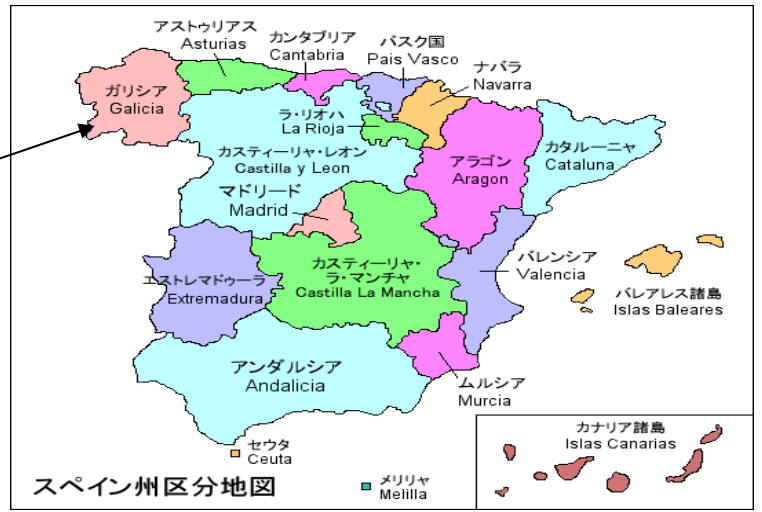 アストゥリアス
Asturias
カンタブリア
Cantabria
バスク国
Pais Vasco
ナバラ
Navarra
ガリシア
Galicia
ラ・リオハ
La Rioja
カスティーリャ・レオン
Castilla y Leon
アラゴン
Aragon
カタルーニャ
Cataluna
マドリード
Madrid
カスティーリャ・
ラ・マンチャ
Castilla La Mancha
バレンシア
Valencia
エストレマドゥーラ
Extremadura
バレアレス諸島
Islas Baleares
アンダルシア
Andalicia
ムルシア
Murcia
カナリア諸島
Islas Canarias
セウタ
Ceuta
メリリャ
Melilla
スペイン州区分地図